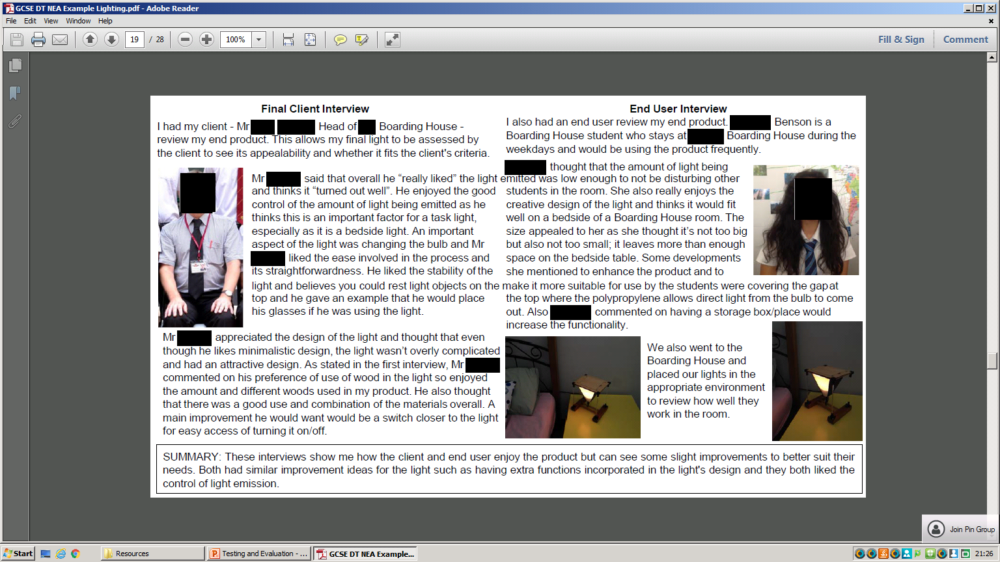 GCSE DT NEA Example Lighting.pdf - Adobe Reader
File Edit View Window Help
19 / 28 100% Fill & Sign Comment
Final Client Interview
I had my client - Mr Head of Boarding House -
review my end product. This allows my final light to be assessed by
the client to see its appealability and whether it fits the client's criteria.
Mr said that overall he “really liked” the light
and thinks it “turned out well”. He enjoyed the good
control of the amount of light being emitted as he
thinks this is an important factor for a task light,
especially as it is a bedside light. An important
aspect of the light was changing the bulb and Mr
liked the ease involved in the process and
its straightforwardness. He liked the stability of the
light and believes you could rest light objects on the
top and he gave an example that he would place
his glasses if he was using the light.
Mr appreciated the design of the light and thought that even
though he likes minimalistic design, the light wasn’t overly complicated
and had an attractive design. As stated in the first interview, Mr
commented on his preference of use of wood in the light so enjoyed
the amount and different woods used in my product. He also thought
that there was a good use and combination of the materials overall. A
main improvement he would want would be a switch closer to the light
for easy access of turning it on/off.
End User Interview
I also had an end user review my end product. Benson is a
Boarding House student who stays at Boarding House during the
weekdays and would be using the product frequently.
thought that the amount of light being
emitted was low enough to not be disturbing other
students in the room. She also really enjoys the
creative design of the light and thinks it would fit
well on a bedside of a Boarding House room. The
size appealed to her as she thought it’s not too big
but also not too small; it leaves more than enough
space on the bedside table. Some developments
she mentioned to enhance the product and to
make it more suitable for use by the students were covering the gap at
the top where the polypropylene allows direct light from the bulb to come
out. Also commented on having a storage box/place would
increase the functionality.
We also went to the
Boarding House and
placed our lights in the
appropriate environment
to review how well they
work in the room.
SUMMARY: These interviews show me how the client and end user enjoy the product but can see some slight improvements to better suit their
needs. Both had similar improvement ideas for the light such as having extra functions incorporated in the light's design and they both liked the
control of light emission.
Join Pin Group
Start Resources Testing and Evaluation - ... GCSE DT NEA Example... 21:26